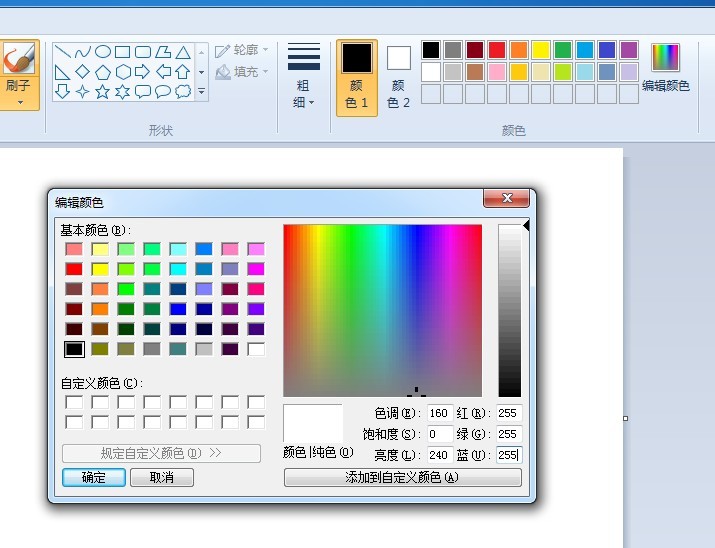 刷子
轮廓
填充
粗
细
颜
色 1
颜
色 2
编辑颜色
形状
颜色
编辑颜色
基本颜色(B):
自定义颜色(C):
规定自定义颜色(D) >>
确定
取消
颜色|纯色(O)
色调(E): 160
饱和度(S): 0
亮度(L): 240
红(R): 255
绿(G): 255
蓝(U): 255
添加到自定义颜色(A)